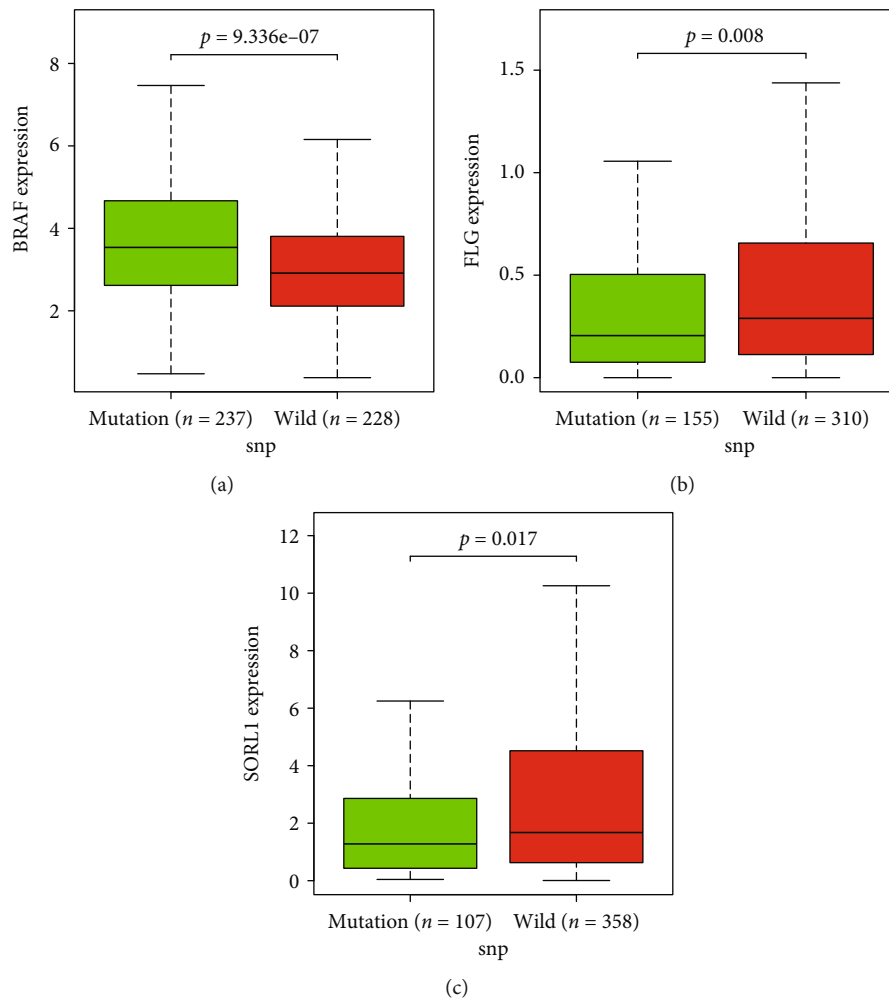 p = 9.336e–07
8
6
4
2
BRAF expression
Mutation (n = 237) Wild (n = 228)
snp
(a)
p = 0.008
1.5
1.0
0.5
0.0
FLG expression
Mutation (n = 155) Wild (n = 310)
snp
(b)
p = 0.017
12
10
8
6
4
2
0
SORL1 expression
Mutation (n = 107) Wild (n = 358)
snp
(c)